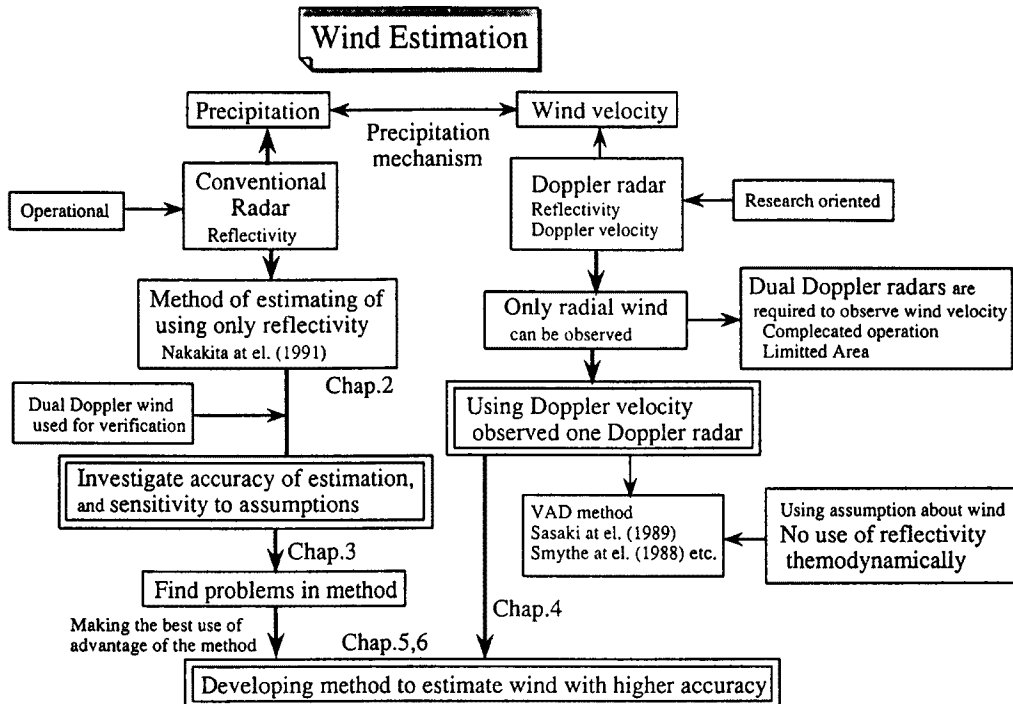 Wind Estimation
Precipitation
Wind velocity
Precipitation
mechanism
Conventional
Radar
Reflectivity
Operational
Doppler radar
Reflectivity
Doppler velocity
Research oriented
Method of estimating of
using only reflectivity
Nakakita at el. (1991)
Only radial wind
can be observed
Dual Doppler radars are
required to observe wind velocity
Complecated operation
Limitted Area
Chap.2
Dual Doppler wind
used for verification
Using Doppler velocity
observed one Doppler radar
Investigate accuracy of estimation,
and sensitivity to assumptions
VAD method
Sasaki at el. (1989)
Smythe at el. (1988) etc.
Using assumption about wind
No use of reflectivity
themodynamically
Chap.3
Find problems in method
Chap.4
Making the best use of
advantage of the method
Chap.5,6
Developing method to estimate wind with higher accuracy